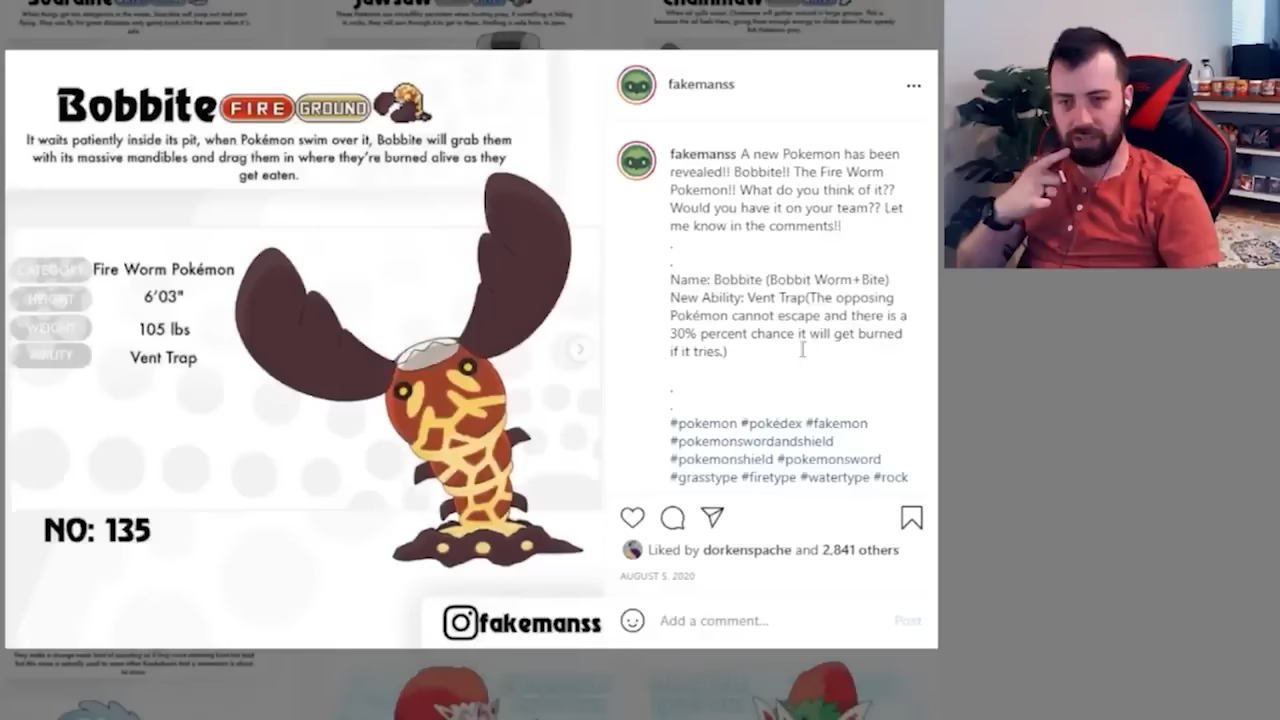 Bobbite FIRE GROUND
It waits patiently inside its pit, when Pokémon swim over it, Bobbite will grab them
with its massive mandibles and drag them in where they're burned alive as they
get eaten.
CATEGORY Fire Worm Pokémon
HEIGHT 6'03"
WEIGHT 105 lbs
ABILITY Vent Trap
NO: 135
fakemanss
fakemanss
fakemanss A new Pokemon has been
revealed!! Bobbite!! The Fire Worm
Pokemon!! What do you think of it??
Would you have it on your team?? Let
me know in the comments!!
.
.
Name: Bobbite (Bobbit Worm+Bite)
New Ability: Vent Trap(The opposing
Pokémon cannot escape and there is a
30% percent chance it will get burned
if it tries.)
.
.
#pokemon #pokédex #fakemon
#pokemonswordandshield
#pokemonshield #pokemonsword
#grasstype #firetype #watertype #rock
Liked by dorkenspache and 2,841 others
AUGUST 5, 2020
Add a comment... Post